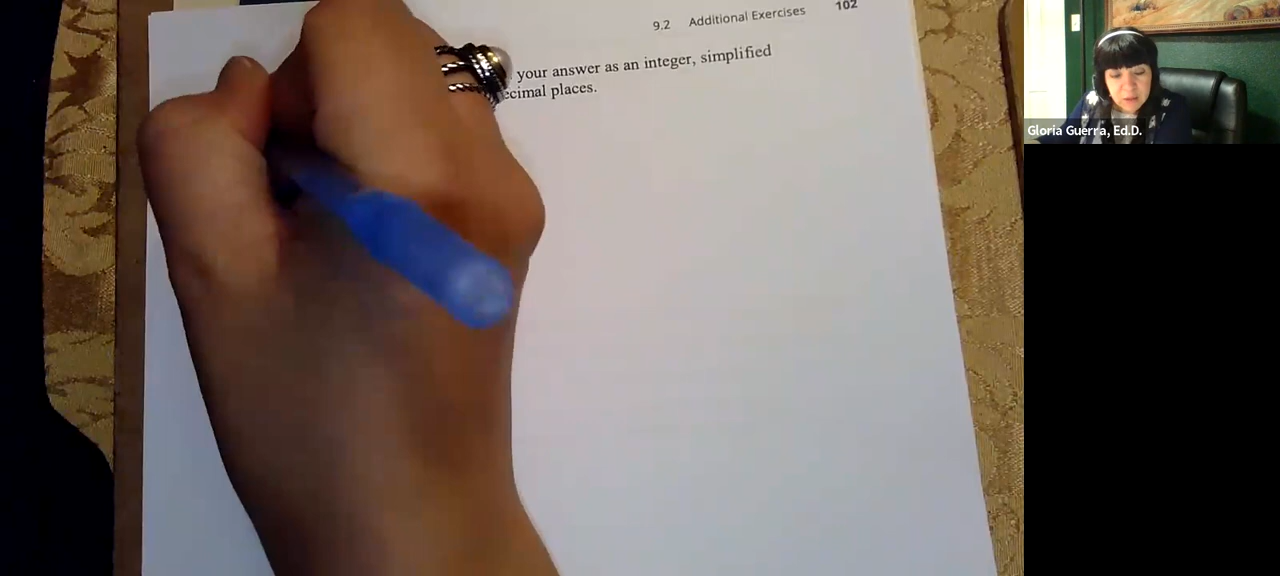 9.2 Additional Exercises 102
your answer as an integer, simplified
ecimal places.
Gloria Guerra, Ed.D.